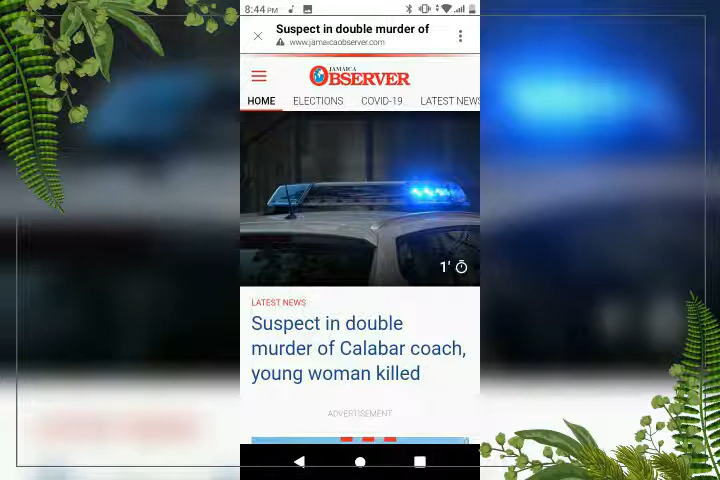 8:44 PM
Suspect in double murder of
www.jamaicaobserver.com
JAMAICA
OBSERVER
HOME ELECTIONS COVID-19 LATEST NEWS
1'
LATEST NEWS
Suspect in double
murder of Calabar coach,
young woman killed
ADVERTISEMENT